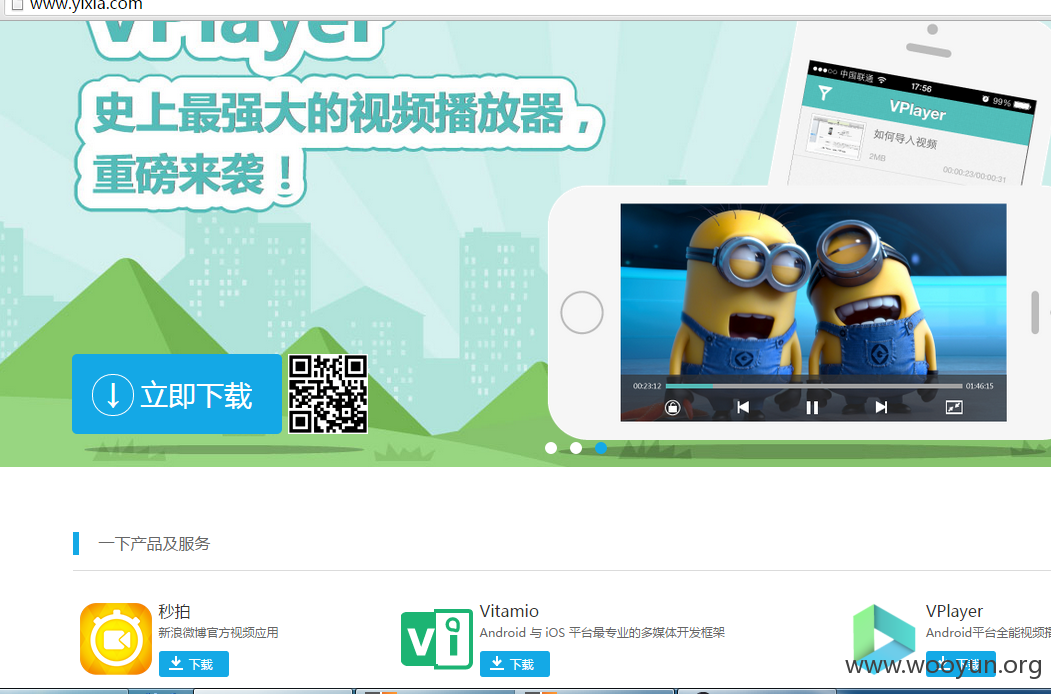 www.yixia.com
VPlayer
史上最强大的视频播放器，
重磅来袭！
中国联通
17:56
99%
VPlayer
如何导入视频
2MB
00:00:23/00:00:31
00:23:12
01:46:15
立即下载
一下产品及服务
秒拍
新浪微博官方视频应用
下载
vi
Vitamio
Android 与 iOS 平台最专业的多媒体开发框架
下载
VPlayer
Android平台全能视频播
下载
www.wooyun.org